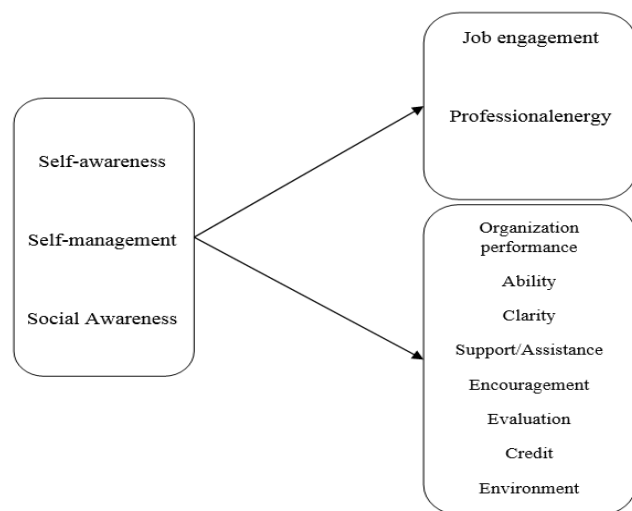 Self-awareness
Self-management
Social Awareness
Job engagement
Professionalenergy
Organization
performance
Ability
Clarity
Support/Assistance
Encouragement
Evaluation
Credit
Environment